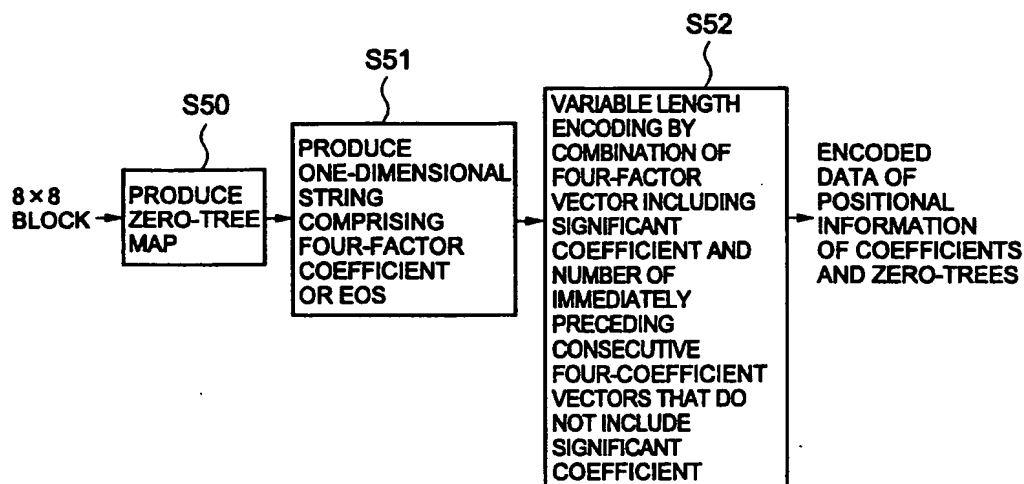 S50
S51
S52
8×8
BLOCK
PRODUCE
ZERO-TREE
MAP
PRODUCE
ONE-DIMENSIONAL
STRING
COMPRISING
FOUR-FACTOR
COEFFICIENT
OR EOS
VARIABLE LENGTH
ENCODING BY
COMBINATION OF
FOUR-FACTOR
VECTOR INCLUDING
SIGNIFICANT
COEFFICIENT AND
NUMBER OF
IMMEDIATELY
PRECEDING
CONSECUTIVE
FOUR-COEFFICIENT
VECTORS THAT DO
NOT INCLUDE
SIGNIFICANT
COEFFICIENT
ENCODED
DATA OF
POSITIONAL
INFORMATION
OF COEFFICIENTS
AND ZERO-TREES